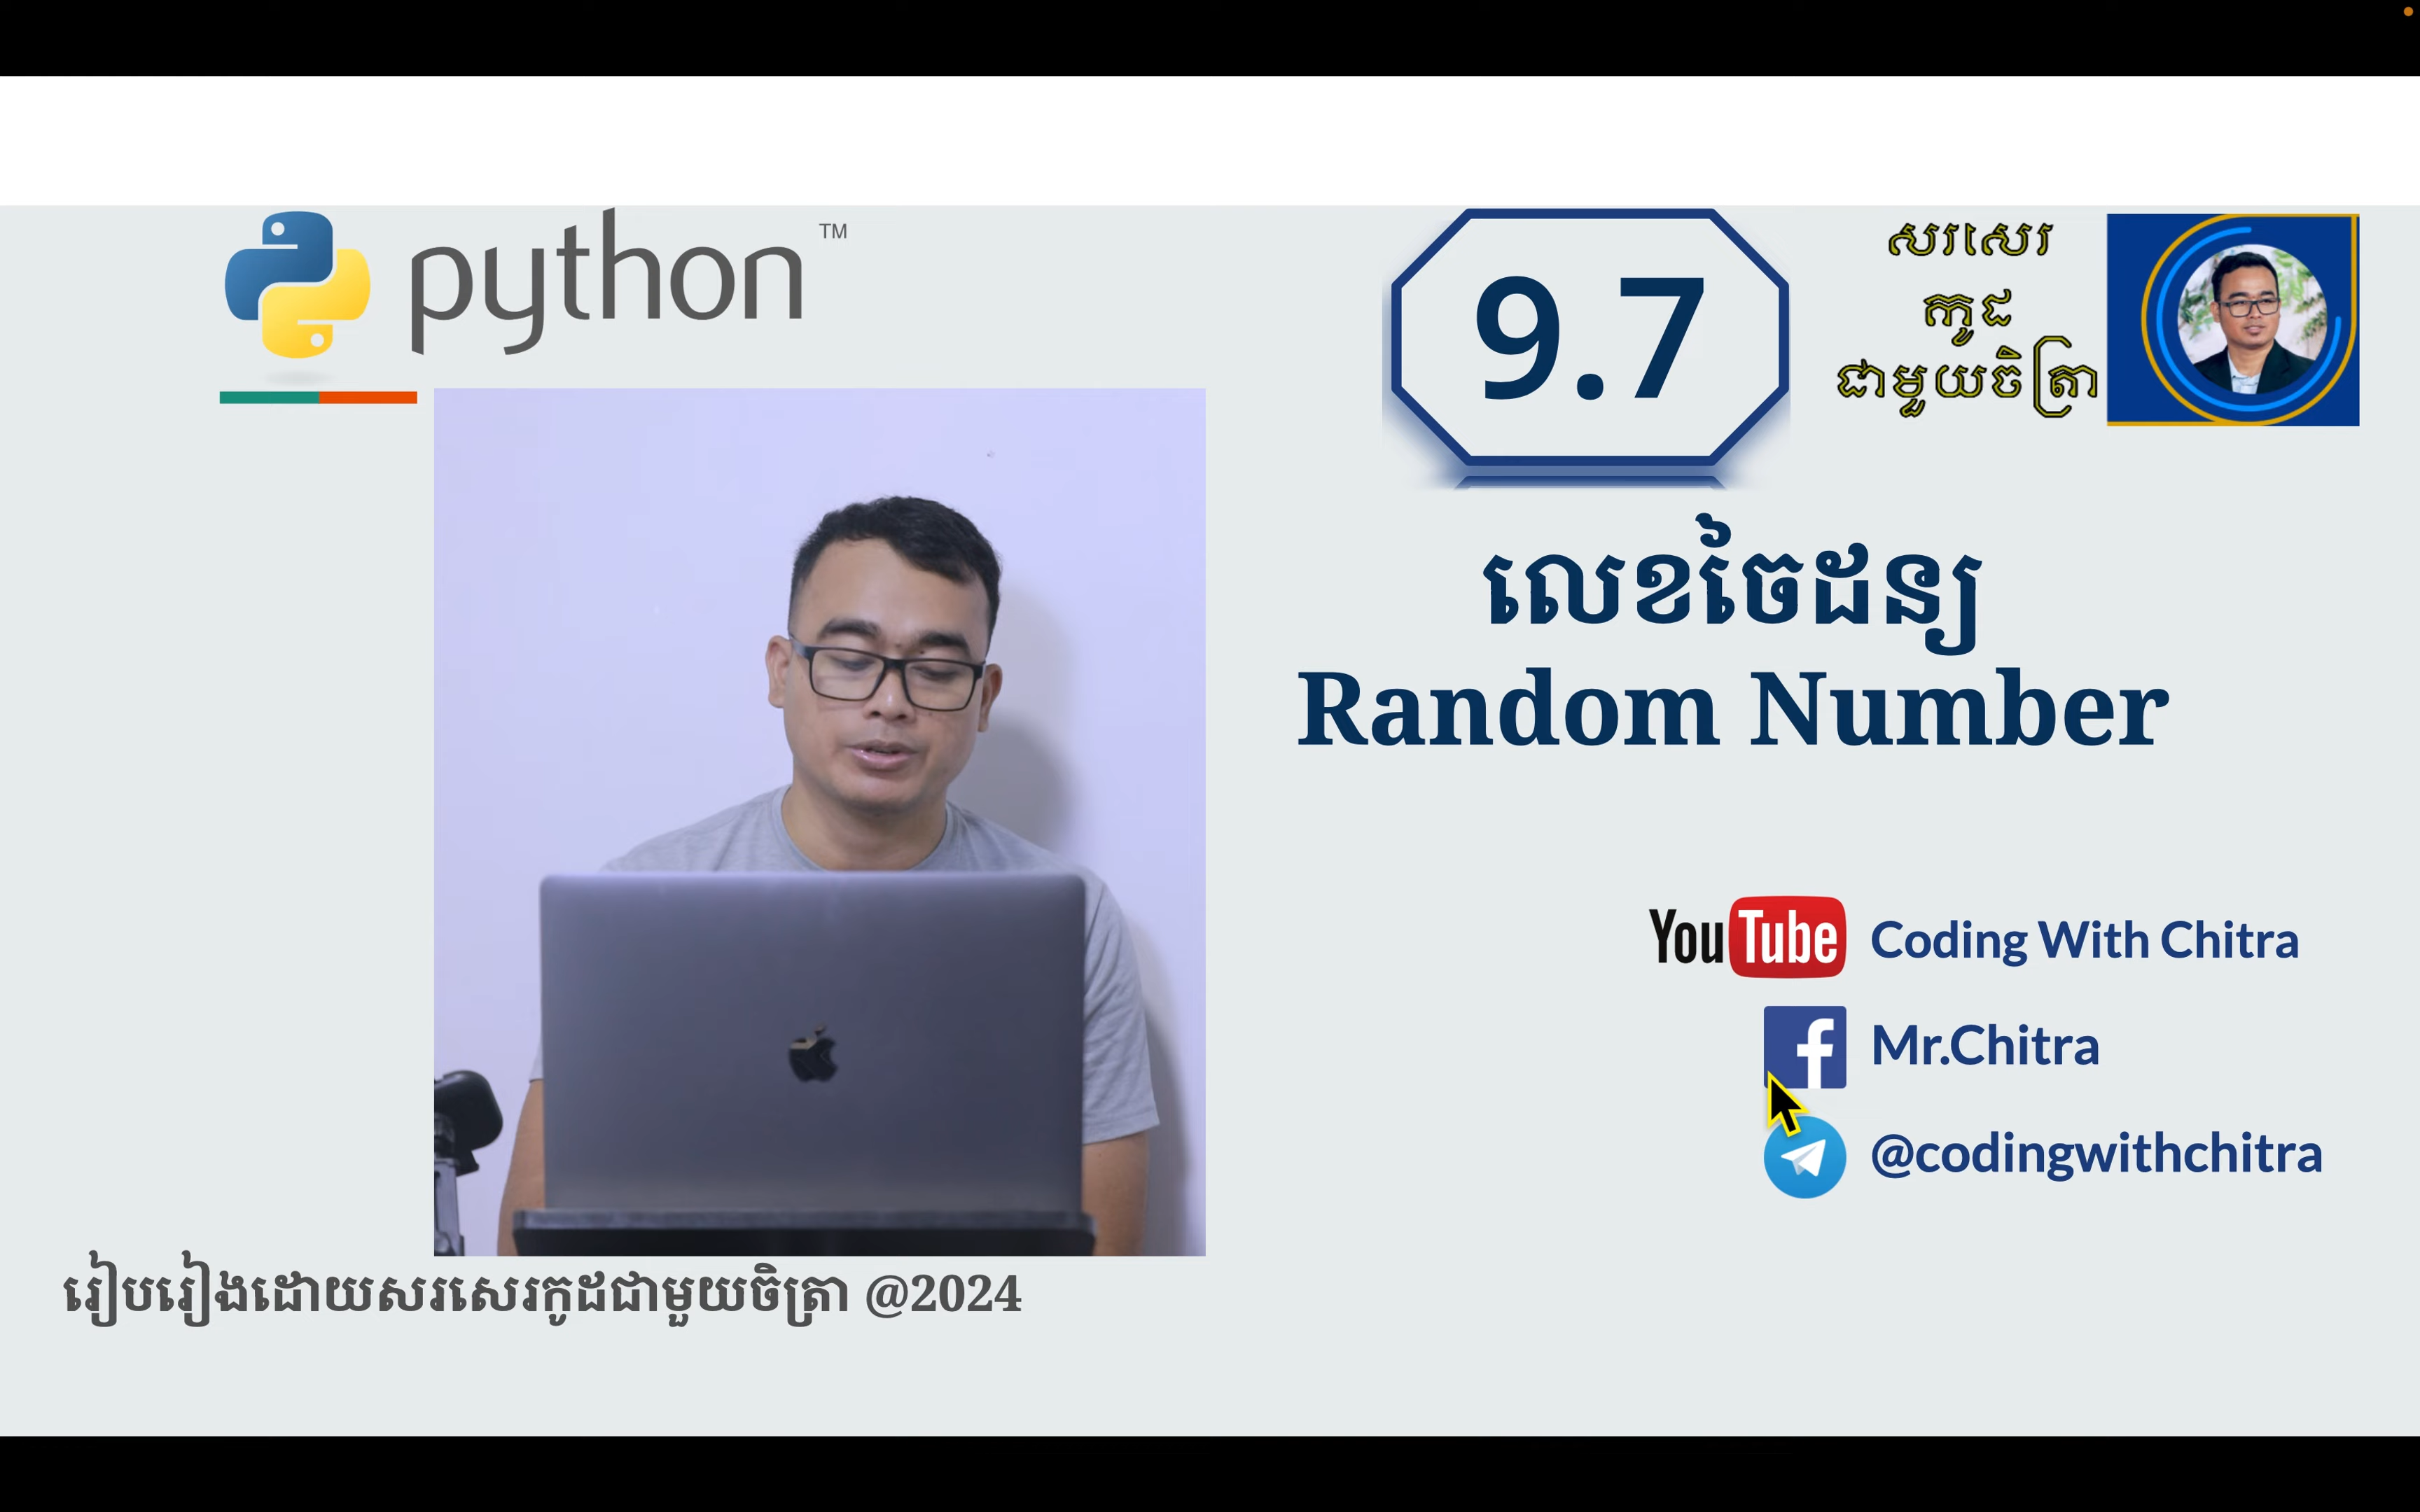 python™
9.7
សរសេរ
កូដ
ជាមួយចិត្រា
លេខចៃដន្យ
Random Number
YouTube Coding With Chitra
f Mr.Chitra
@codingwithchitra
រៀបរៀងដោយសរសេរកូដជាមួយចិត្រា @2024